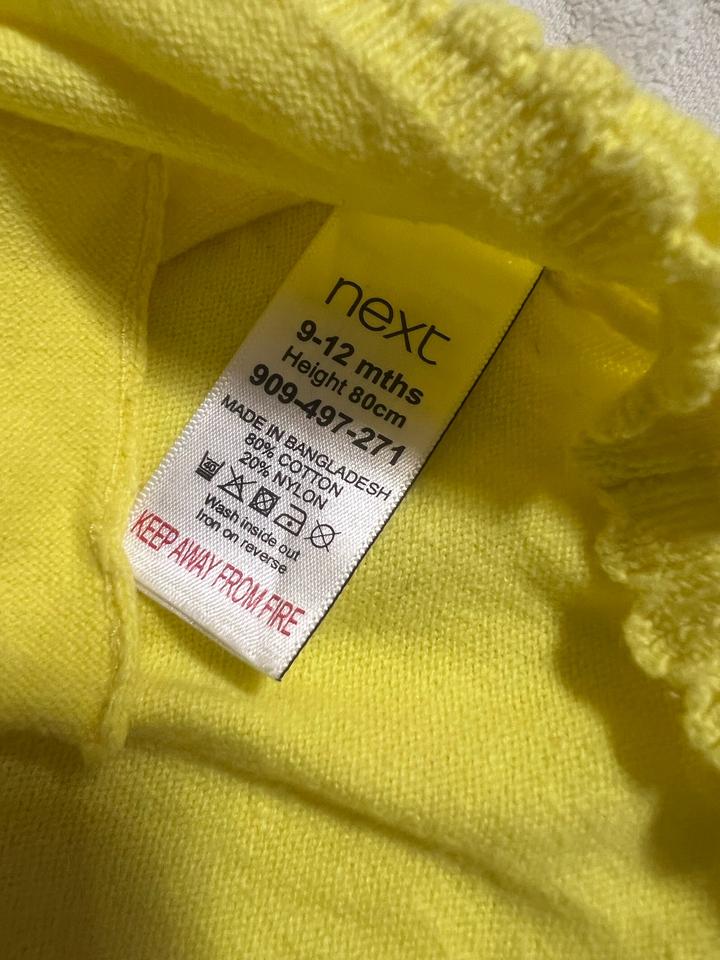 next
9-12 mths
Height 80cm
909-497-271
MADE IN BANGLADESH
80% COTTON
20% NYLON
Wash inside out
Iron on reverse
KEEP AWAY FROM FIRE